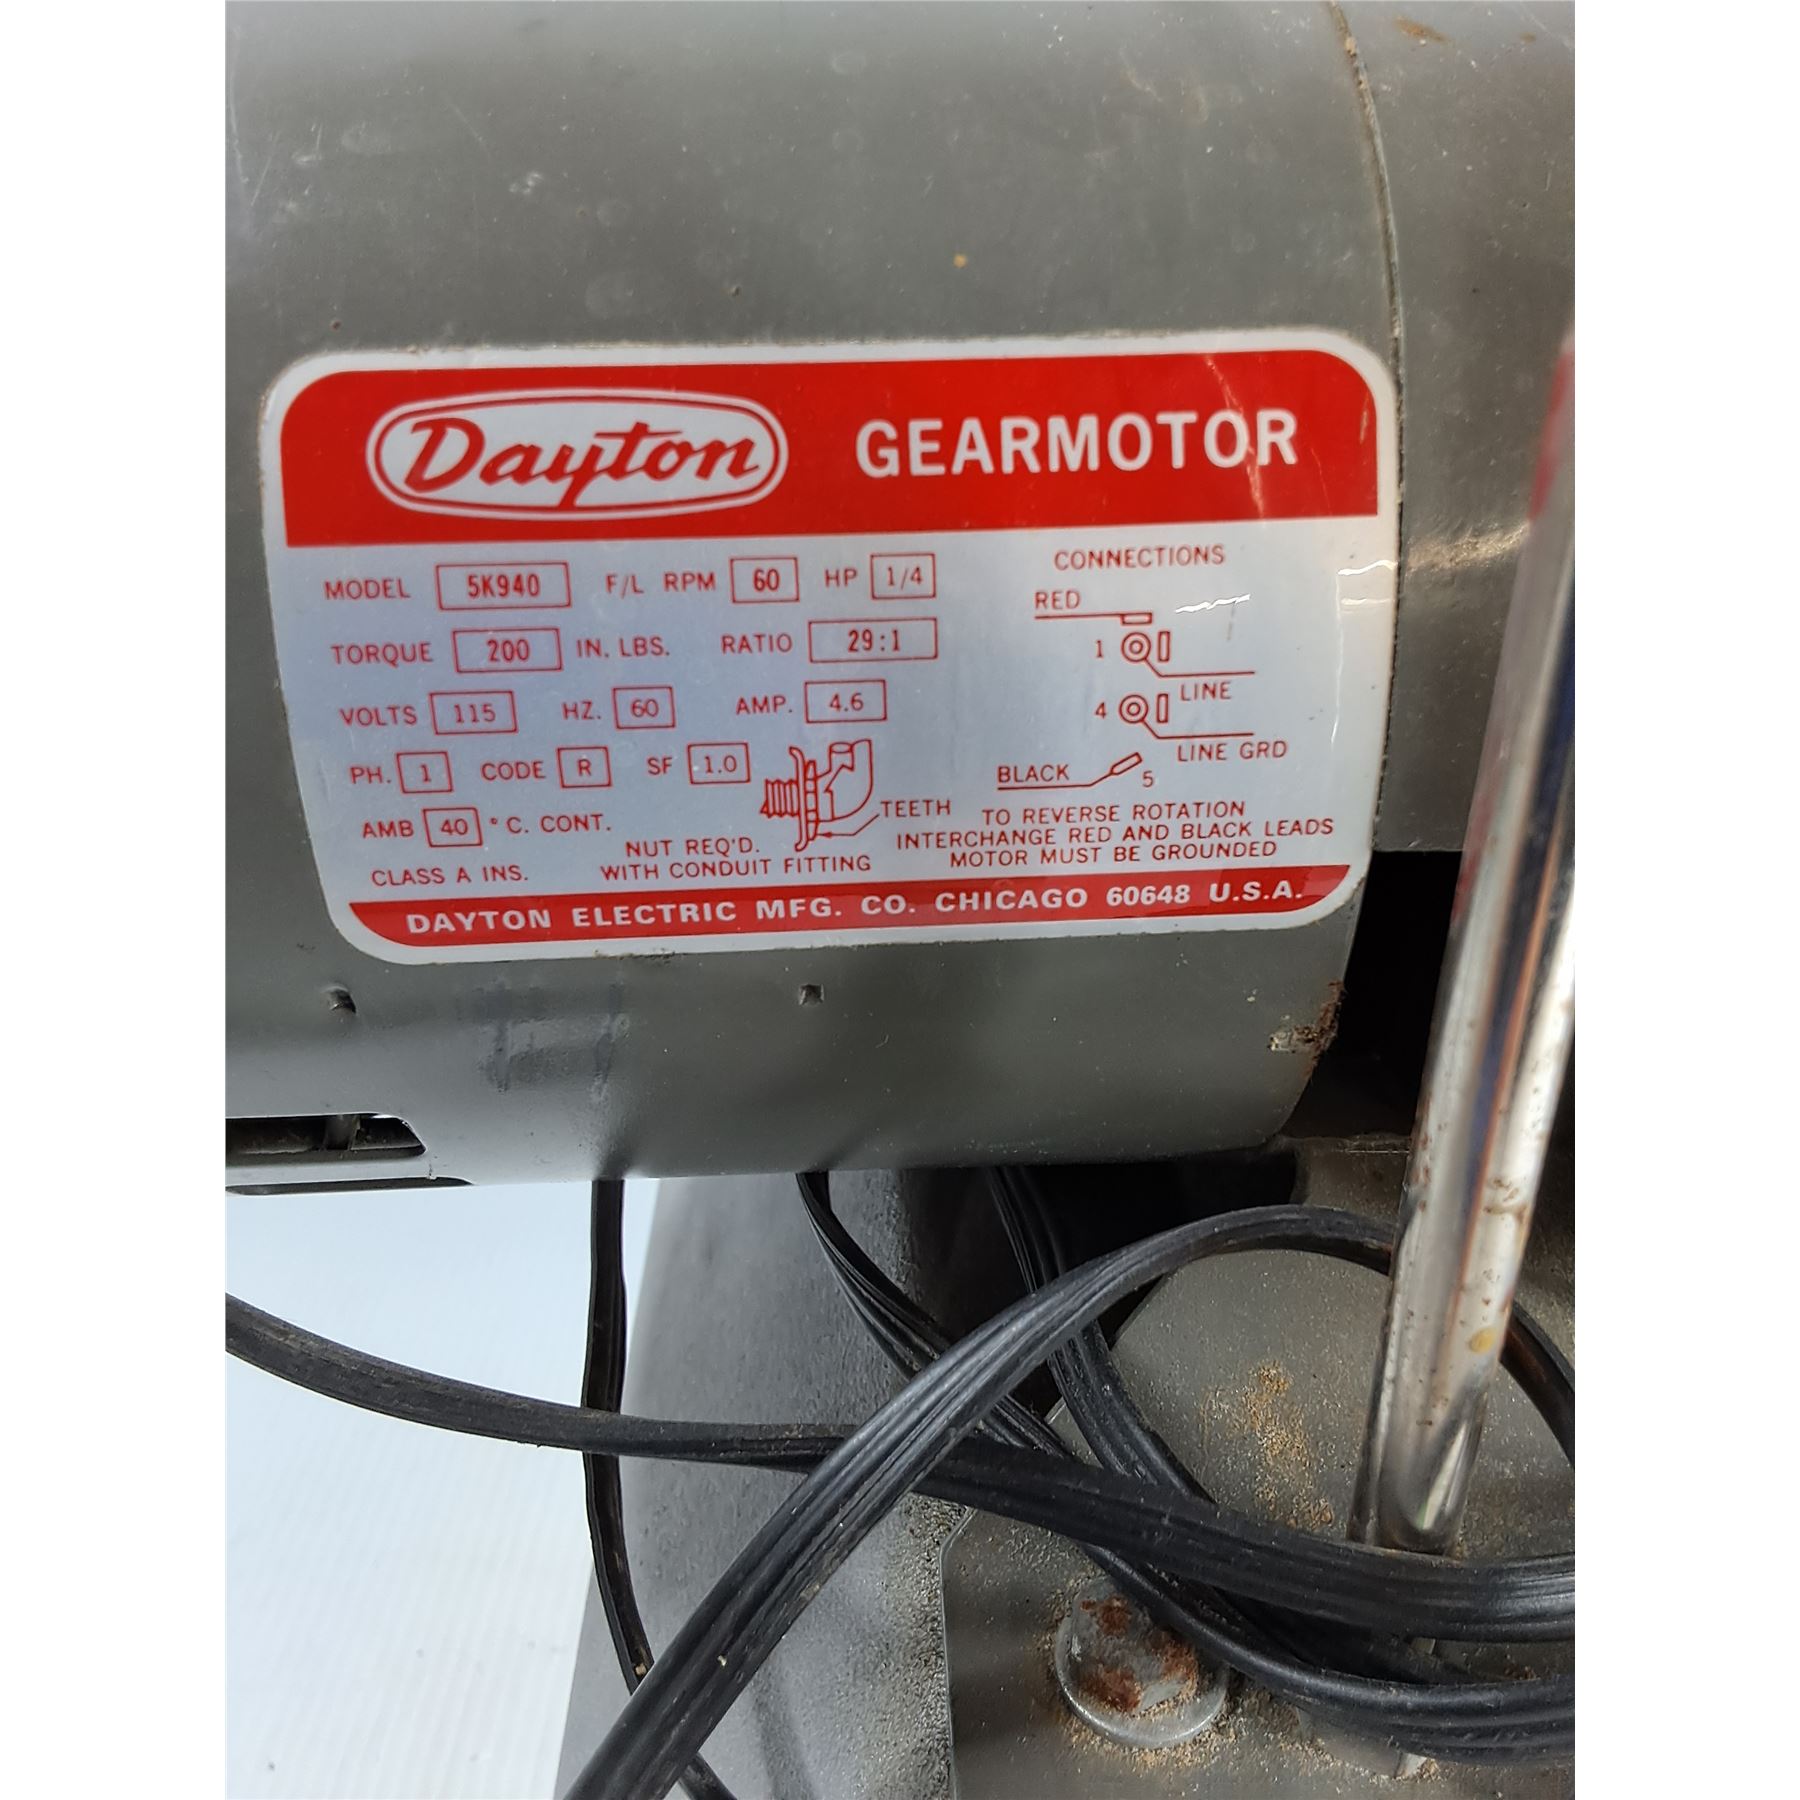 Dayton GEARMOTOR
MODEL 5K940 F/L RPM 60 HP 1/4
TORQUE 200 IN. LBS. RATIO 29:1
VOLTS 115 HZ. 60 AMP. 4.6
PH. 1 CODE R SF 1.0
AMB 40 °C. CONT.
CLASS A INS.
NUT REQ'D.
WITH CONDUIT FITTING
TEETH
CONNECTIONS
RED
1
LINE
4
LINE GRD
BLACK 5
TO REVERSE ROTATION
INTERCHANGE RED AND BLACK LEADS
MOTOR MUST BE GROUNDED
DAYTON ELECTRIC MFG. CO. CHICAGO 60648 U.S.A.